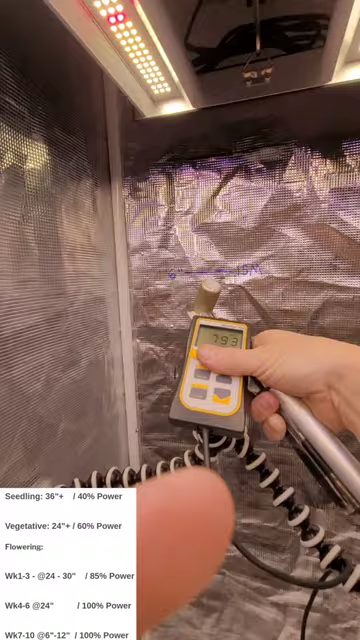 793
Seedling: 36"+ / 40% Power
Vegetative: 24"+ / 60% Power
Flowering:
Wk1-3 - @24 - 30" / 85% Power
Wk4-6 @24" / 100% Power
Wk7-10 @6"-12" / 100% Power